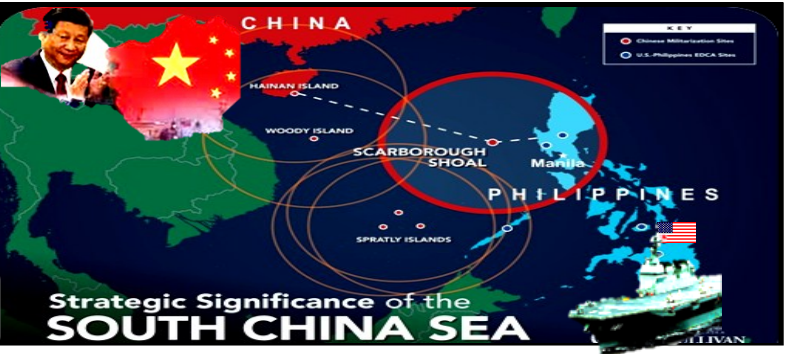 CHINA
KEY
Chinese Militarization Sites
U.S.-Philippines EDCA Sites
HAINAN ISLAND
WOODY ISLAND
SCARBOROUGH
SHOAL
Manila
PHILIPPINES
SPRATLY ISLANDS
Strategic Significance of the
SOUTH CHINA SEA